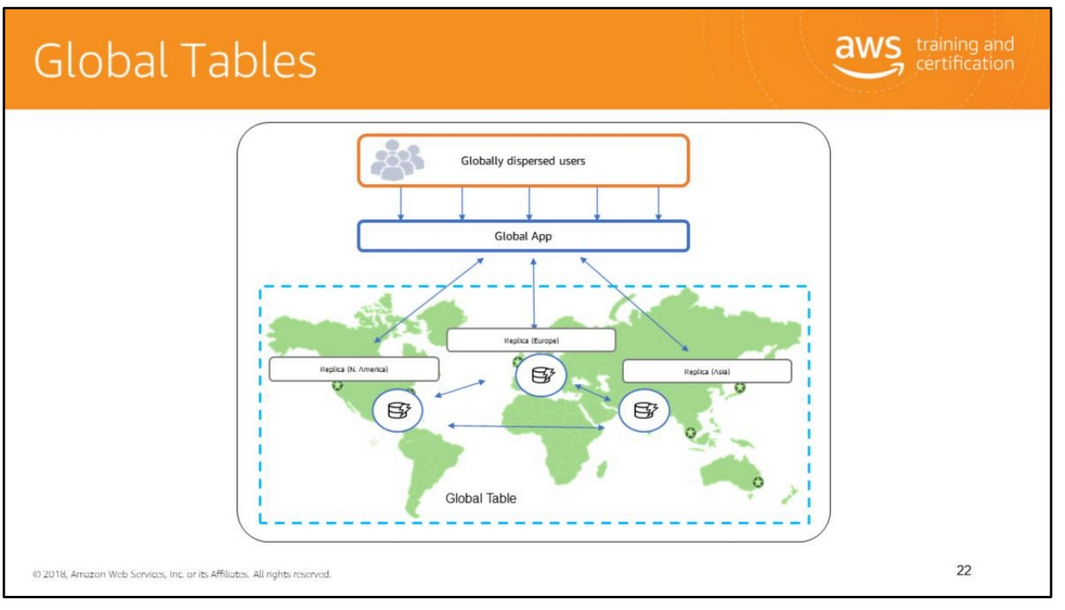 Global Tables
aws training and
certification
Globally dispersed users
Global App
Replica (Europe)
Replica (N. America)
Replica (Asia)
Global Table
© 2018, Amazon Web Services, Inc. or its Affiliates. All rights reserved.
22